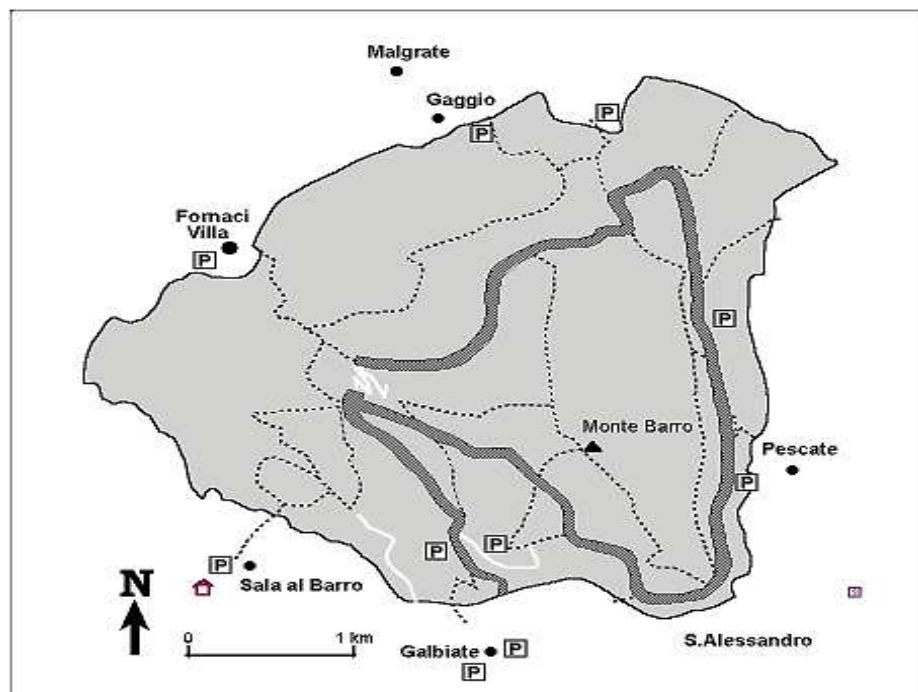 Malgrate
Gaggio
P
P
Fornaci
Villa
P
P
Monte Barro
Pescate
P
P
P
P
Sala al Barro
N
0
1 km
S.Alessandro
Galbiate
P
P